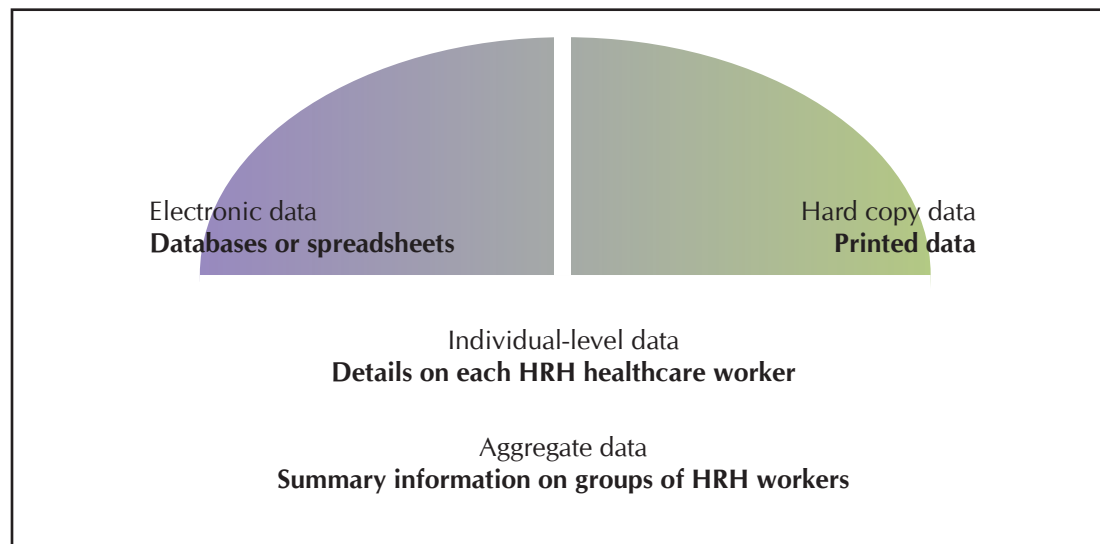 Electronic data
Databases or spreadsheets
Hard copy data
Printed data
Individual-level data
Details on each HRH healthcare worker
Aggregate data
Summary information on groups of HRH workers